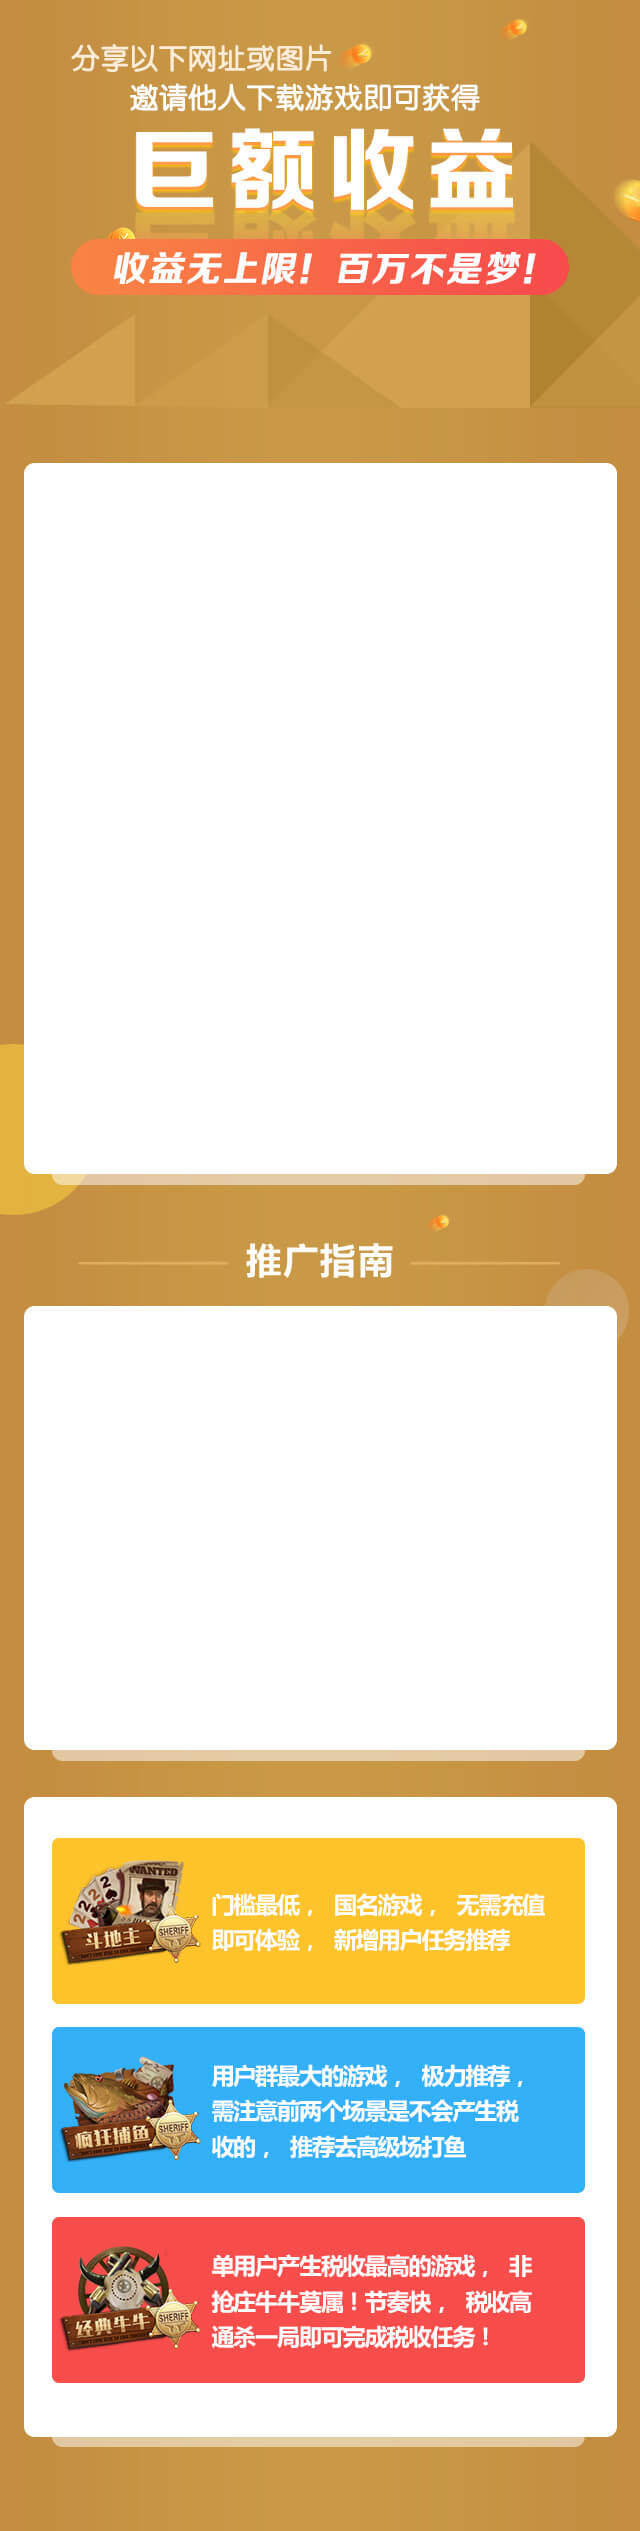 分享以下网址或图片
邀请他人下载游戏即可获得
巨额收益
收益无上限！百万不是梦！
推广指南
WANTED
2 2 2 2
SHERIFF
斗地主
门槛最低， 国名游戏， 无需充值
即可体验， 新增用户任务推荐
SHERIFF
疯狂捕鱼
用户群最大的游戏， 极力推荐，
需注意前两个场景是不会产生税
收的， 推荐去高级场打鱼
SHERIFF
经典牛牛
单用户产生税收最高的游戏， 非
抢庄牛牛莫属！节奏快， 税收高
通杀一局即可完成税收任务！